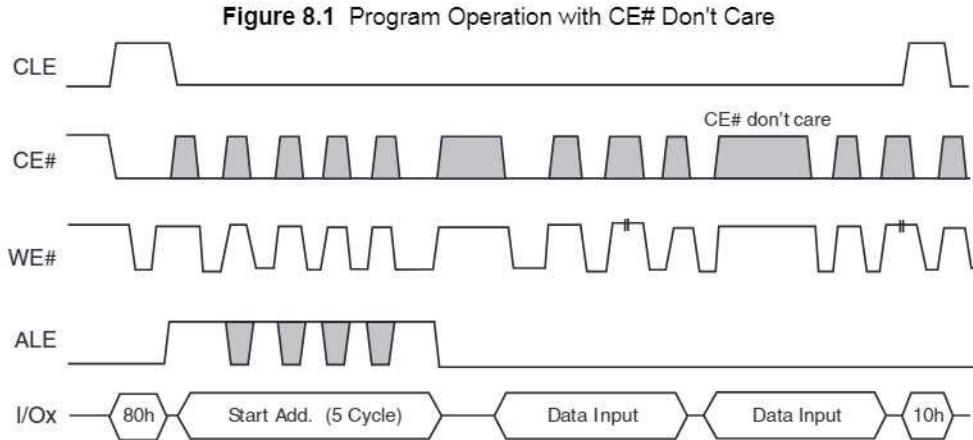 Figure 8.1 Program Operation with CE# Don't Care
CLE
CE# don't care
CE#
WE#
ALE
I/Ox 80h Start Add. (5 Cycle) Data Input Data Input 10h